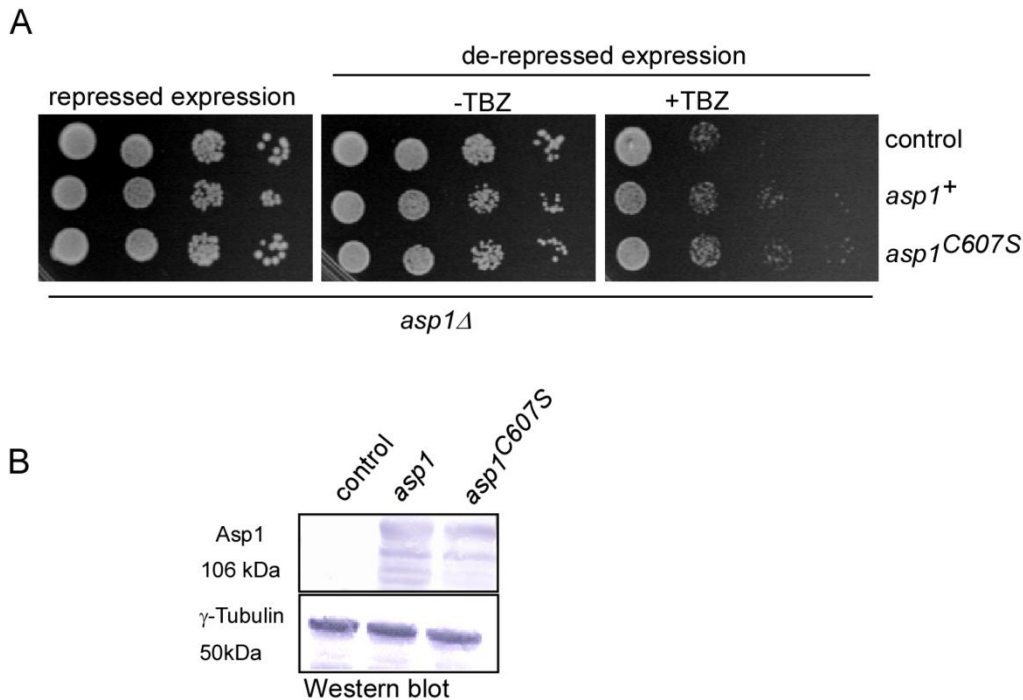 A
de-repressed expression
repressed expression
-TBZ
+TBZ
control
asp1+
asp1C607S
asp1Δ
B
control
asp1
asp1C607S
Asp1
106 kDa
γ-Tubulin
50kDa
Western blot